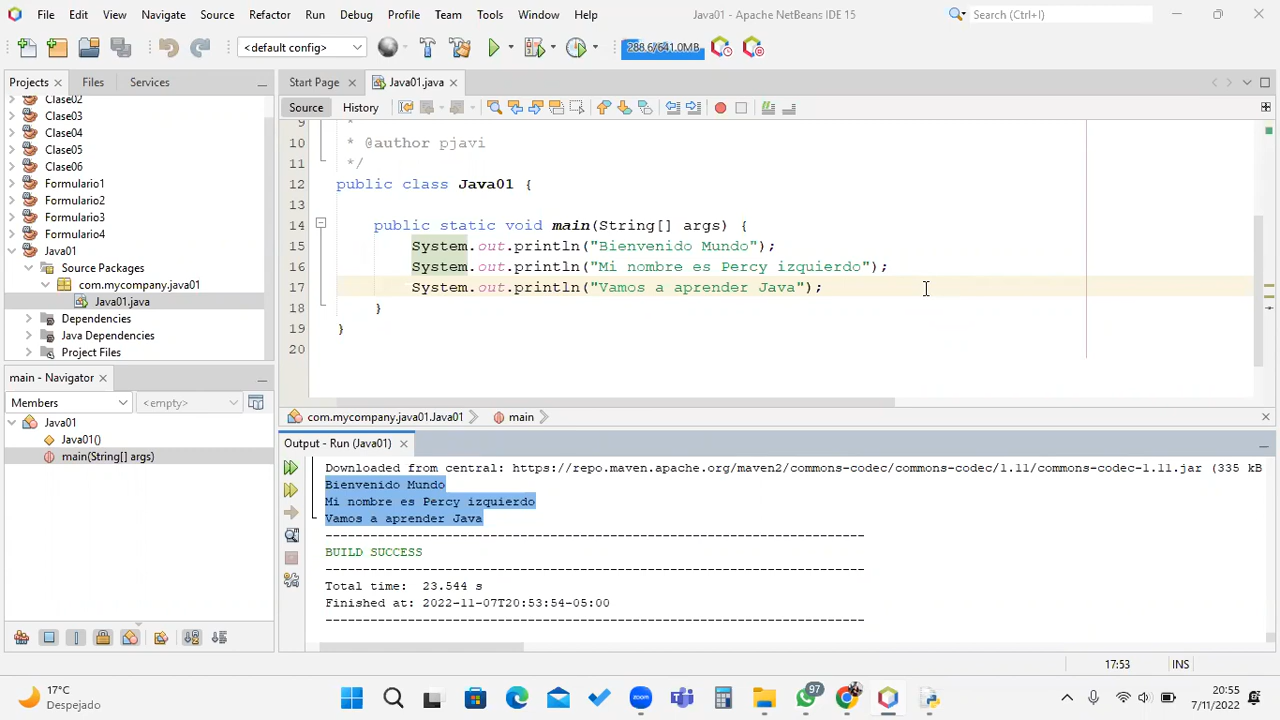 File Edit View Navigate Source Refactor Run Debug Profile Team Tools Window Help
Java01 - Apache NetBeans IDE 15
Search (Ctrl+I)
<default config>
288.6/641.0MB
Projects Files Services
Start Page Java01.java
Source History
Clase02
Clase03
Clase04
Clase05
Clase06
Formulario1
Formulario2
Formulario3
Formulario4
Java01
Source Packages
com.mycompany.java01
Java01.java
Dependencies
Java Dependencies
Project Files
9 *
10 * @author pjavi
11 */
12 public class Java01 {
13
14 public static void main(String[] args) {
15 System.out.println("Bienvenido Mundo");
16 System.out.println("Mi nombre es Percy izquierdo");
17 System.out.println("Vamos a aprender Java");
18 }
19 }
20
main - Navigator
Members <empty>
Java01
Java01()
main(String[] args)
com.mycompany.java01.Java01 main
Output - Run (Java01)
Downloaded from central: https://repo.maven.apache.org/maven2/commons-codec/commons-codec/1.11/commons-codec-1.11.jar (335 kB
Bienvenido Mundo
Mi nombre es Percy izquierdo
Vamos a aprender Java
------------------------------------------------------------------------
BUILD SUCCESS
------------------------------------------------------------------------
Total time: 23.544 s
Finished at: 2022-11-07T20:53:54-05:00
------------------------------------------------------------------------
17:53 INS
17°C
Despejado
zoom
97
20:55
7/11/2022